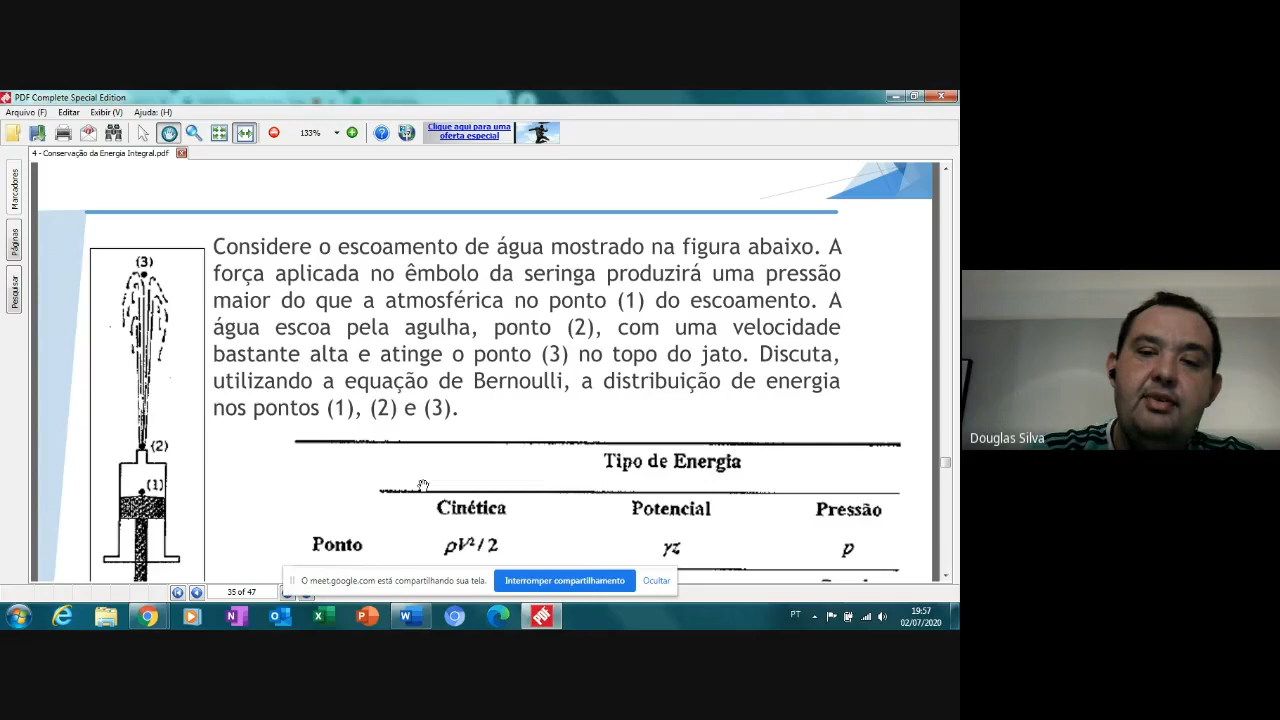 PDF Complete Special Edition
Arquivo (F) Editar Exibir (V) Ajuda: (H)
133%
Clique aqui para uma
oferta especial
4 - Conservação da Energia Integral.pdf
Marcadores
Páginas
Pesquisar
(3)
(2)
(1)
Considere o escoamento de água mostrado na figura abaixo. A
força aplicada no êmbolo da seringa produzirá uma pressão
maior do que a atmosférica no ponto (1) do escoamento. A
água escoa pela agulha, ponto (2), com uma velocidade
bastante alta e atinge o ponto (3) no topo do jato. Discuta,
utilizando a equação de Bernoulli, a distribuição de energia
nos pontos (1), (2) e (3).
Tipo de Energia
Cinética Potencial Pressão
Ponto ρV²/2 γz p
O meet.google.com está compartilhando sua tela. Interromper compartilhamento Ocultar
35 of 47
PT 19:57
02/07/2020
Douglas Silva